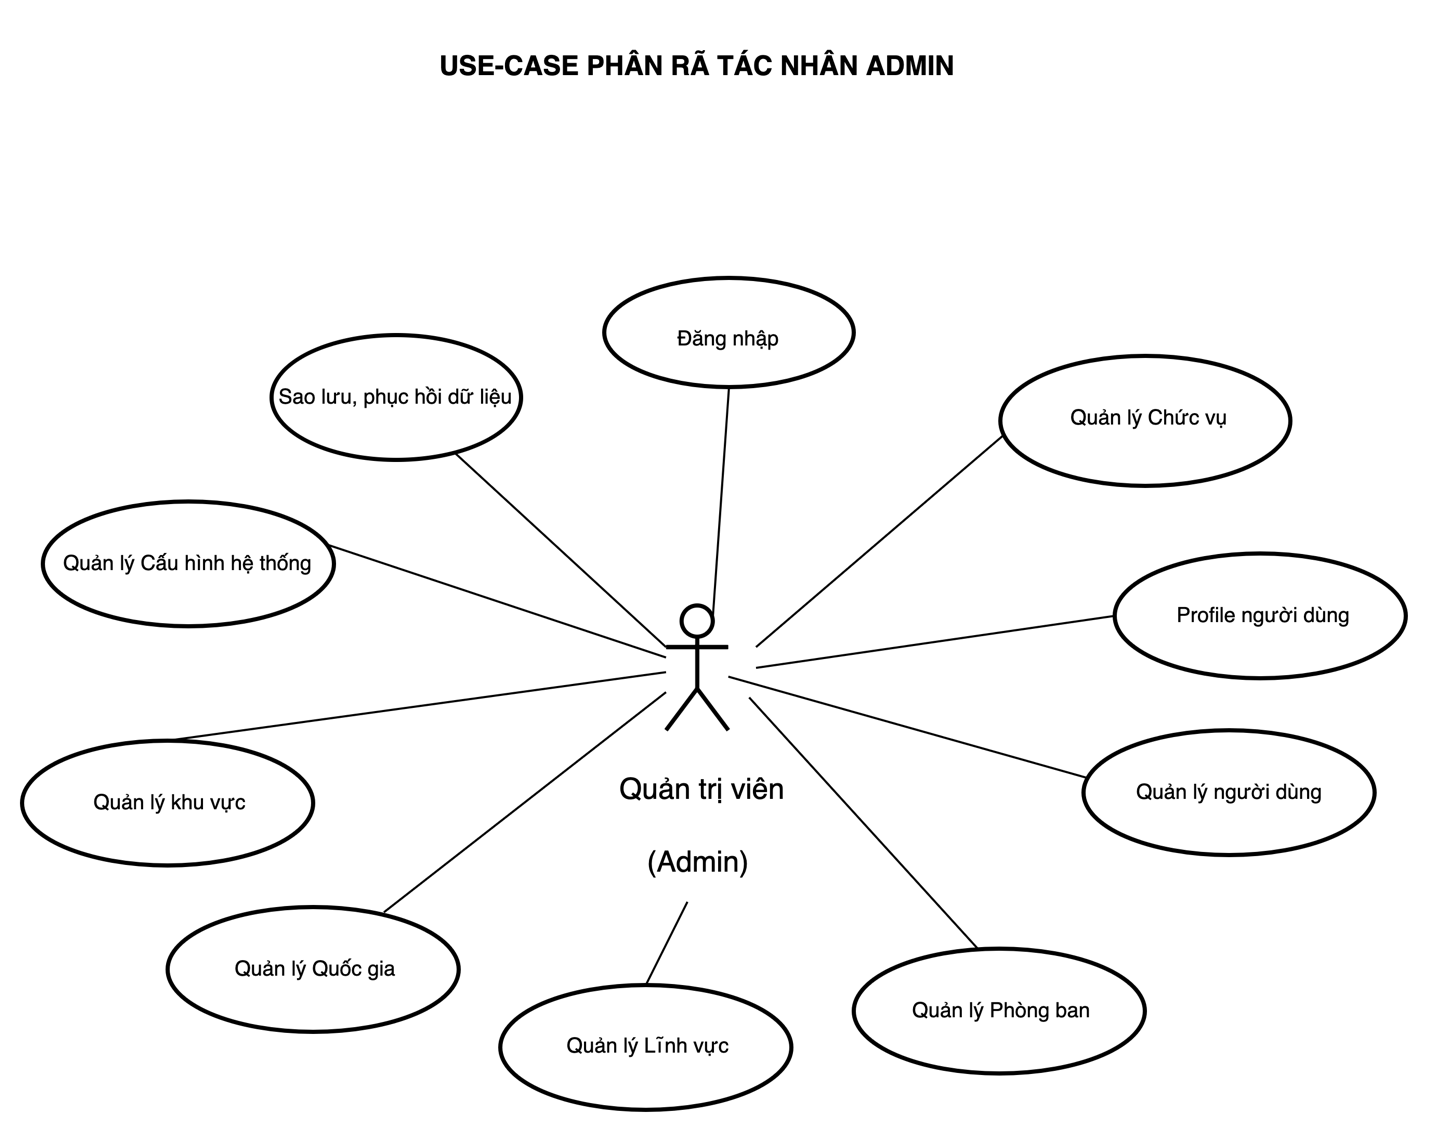 USE-CASE PHÂN RÃ TÁC NHÂN ADMIN
Đăng nhập
Sao lưu, phục hồi dữ liệu
Quản lý Chức vụ
Quản lý Cấu hình hệ thống
Profile người dùng
Quản trị viên
(Admin)
Quản lý khu vực
Quản lý người dùng
Quản lý Quốc gia
Quản lý Phòng ban
Quản lý Lĩnh vực